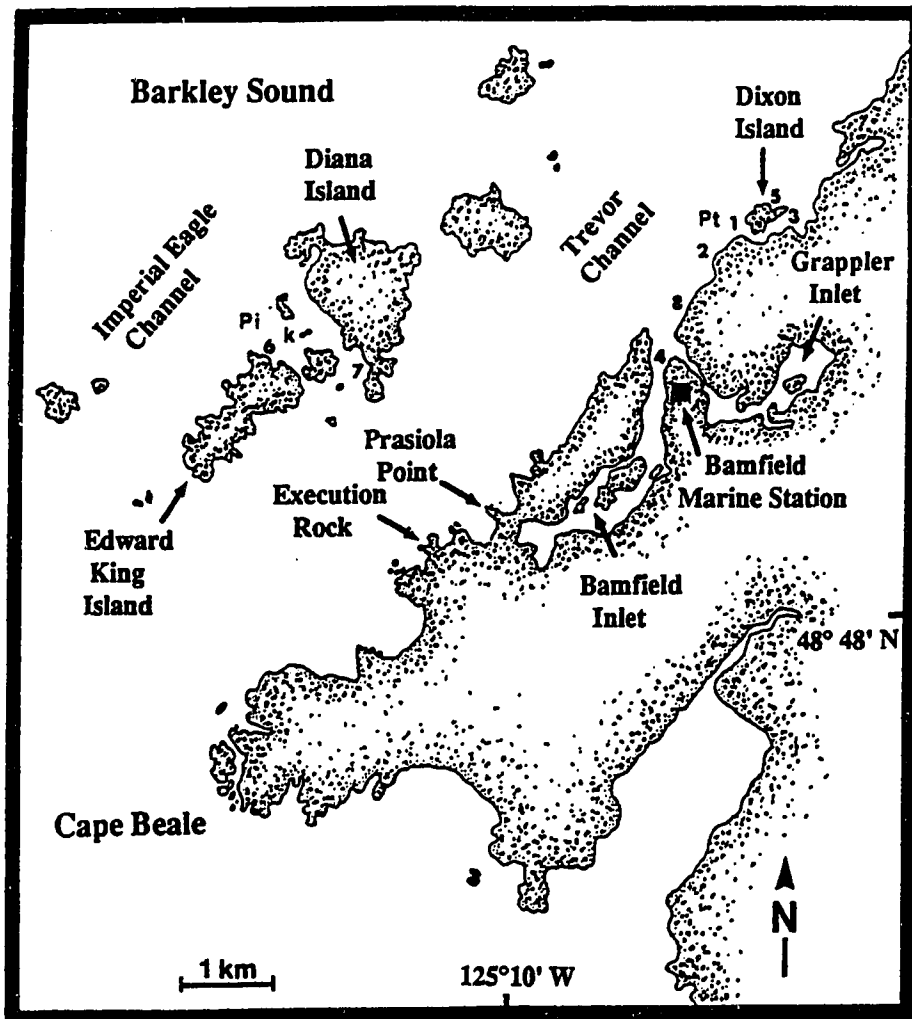 Barkley Sound
Dixon
Island
Diana
Island
Imperial Eagle
Channel
Trevor
Channel
Pt 1
5
3
2
Grappler
Inlet
8
Pi
k
6
7
4
Prasiola
Point
Execution
Rock
Bamfield
Marine Station
Edward
King
Island
Bamfield
Inlet
48° 48' N
Cape Beale
N
1 km
125°10' W